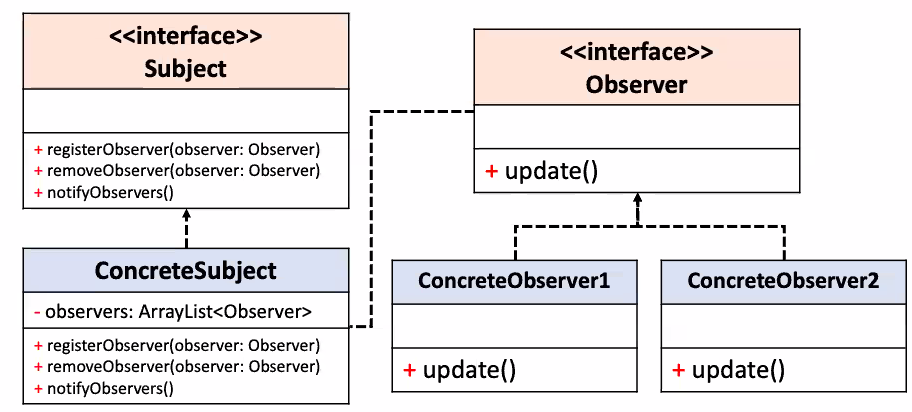 <<interface>>
Subject
+ registerObserver(observer: Observer)
+ removeObserver(observer: Observer)
+ notifyObservers()
<<interface>>
Observer
+ update()
ConcreteSubject
- observers: ArrayList<Observer>
+ registerObserver(observer: Observer)
+ removeObserver(observer: Observer)
+ notifyObservers()
ConcreteObserver1
+ update()
ConcreteObserver2
+ update()